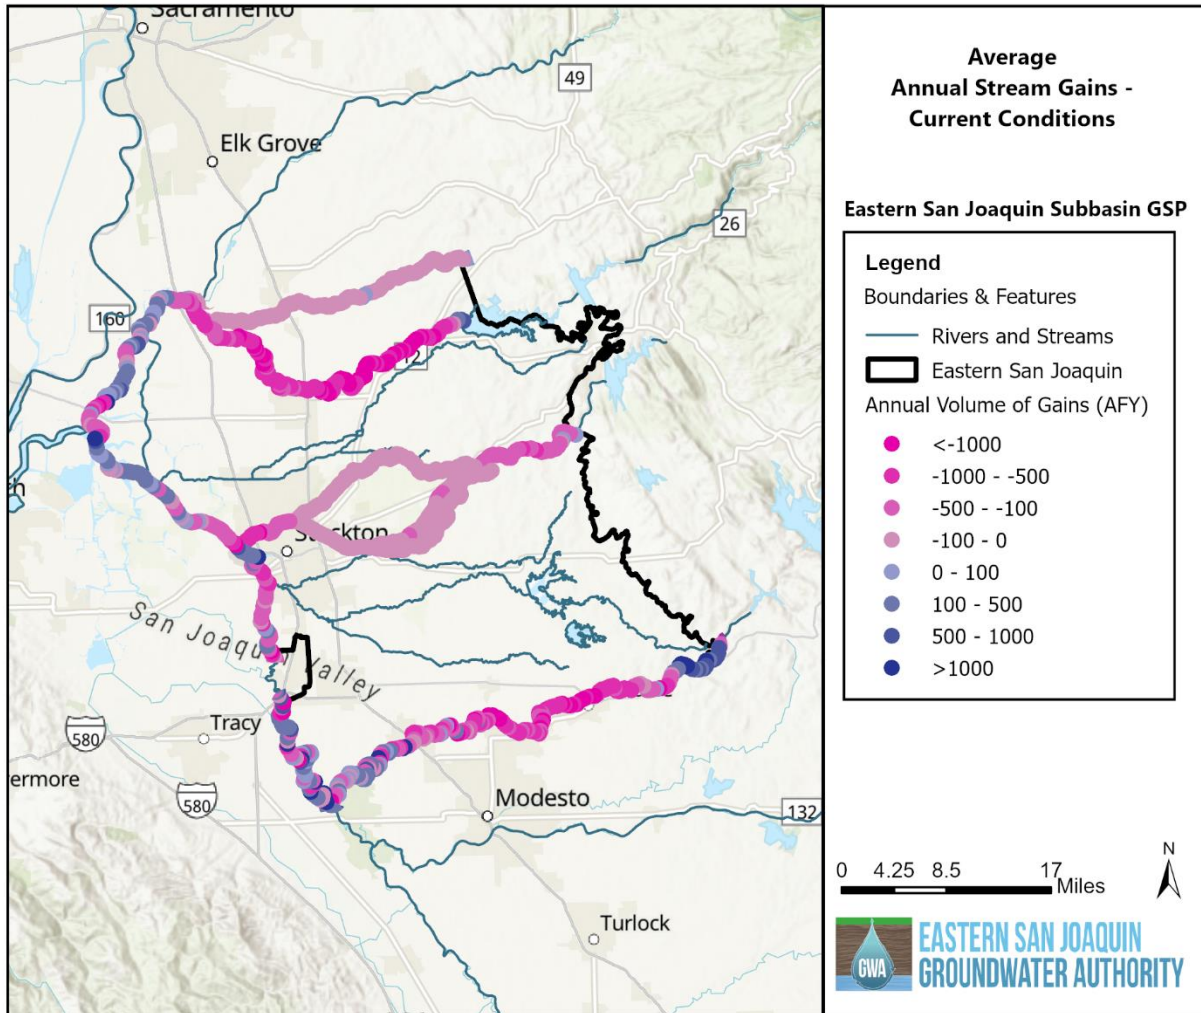 Sacramento
49
Elk Grove
26
160
12
Stockton
San Joaquin Valley
Tracy
580
ermore
580
Modesto
132
Turlock
Average
Annual Stream Gains -
Current Conditions
Eastern San Joaquin Subbasin GSP
Legend
Boundaries & Features
Rivers and Streams
Eastern San Joaquin
Annual Volume of Gains (AFY)
<-1000
-1000 - -500
-500 - -100
-100 - 0
0 - 100
100 - 500
500 - 1000
>1000
N
0 4.25 8.5 17
Miles
GWA
EASTERN SAN JOAQUIN
GROUNDWATER AUTHORITY